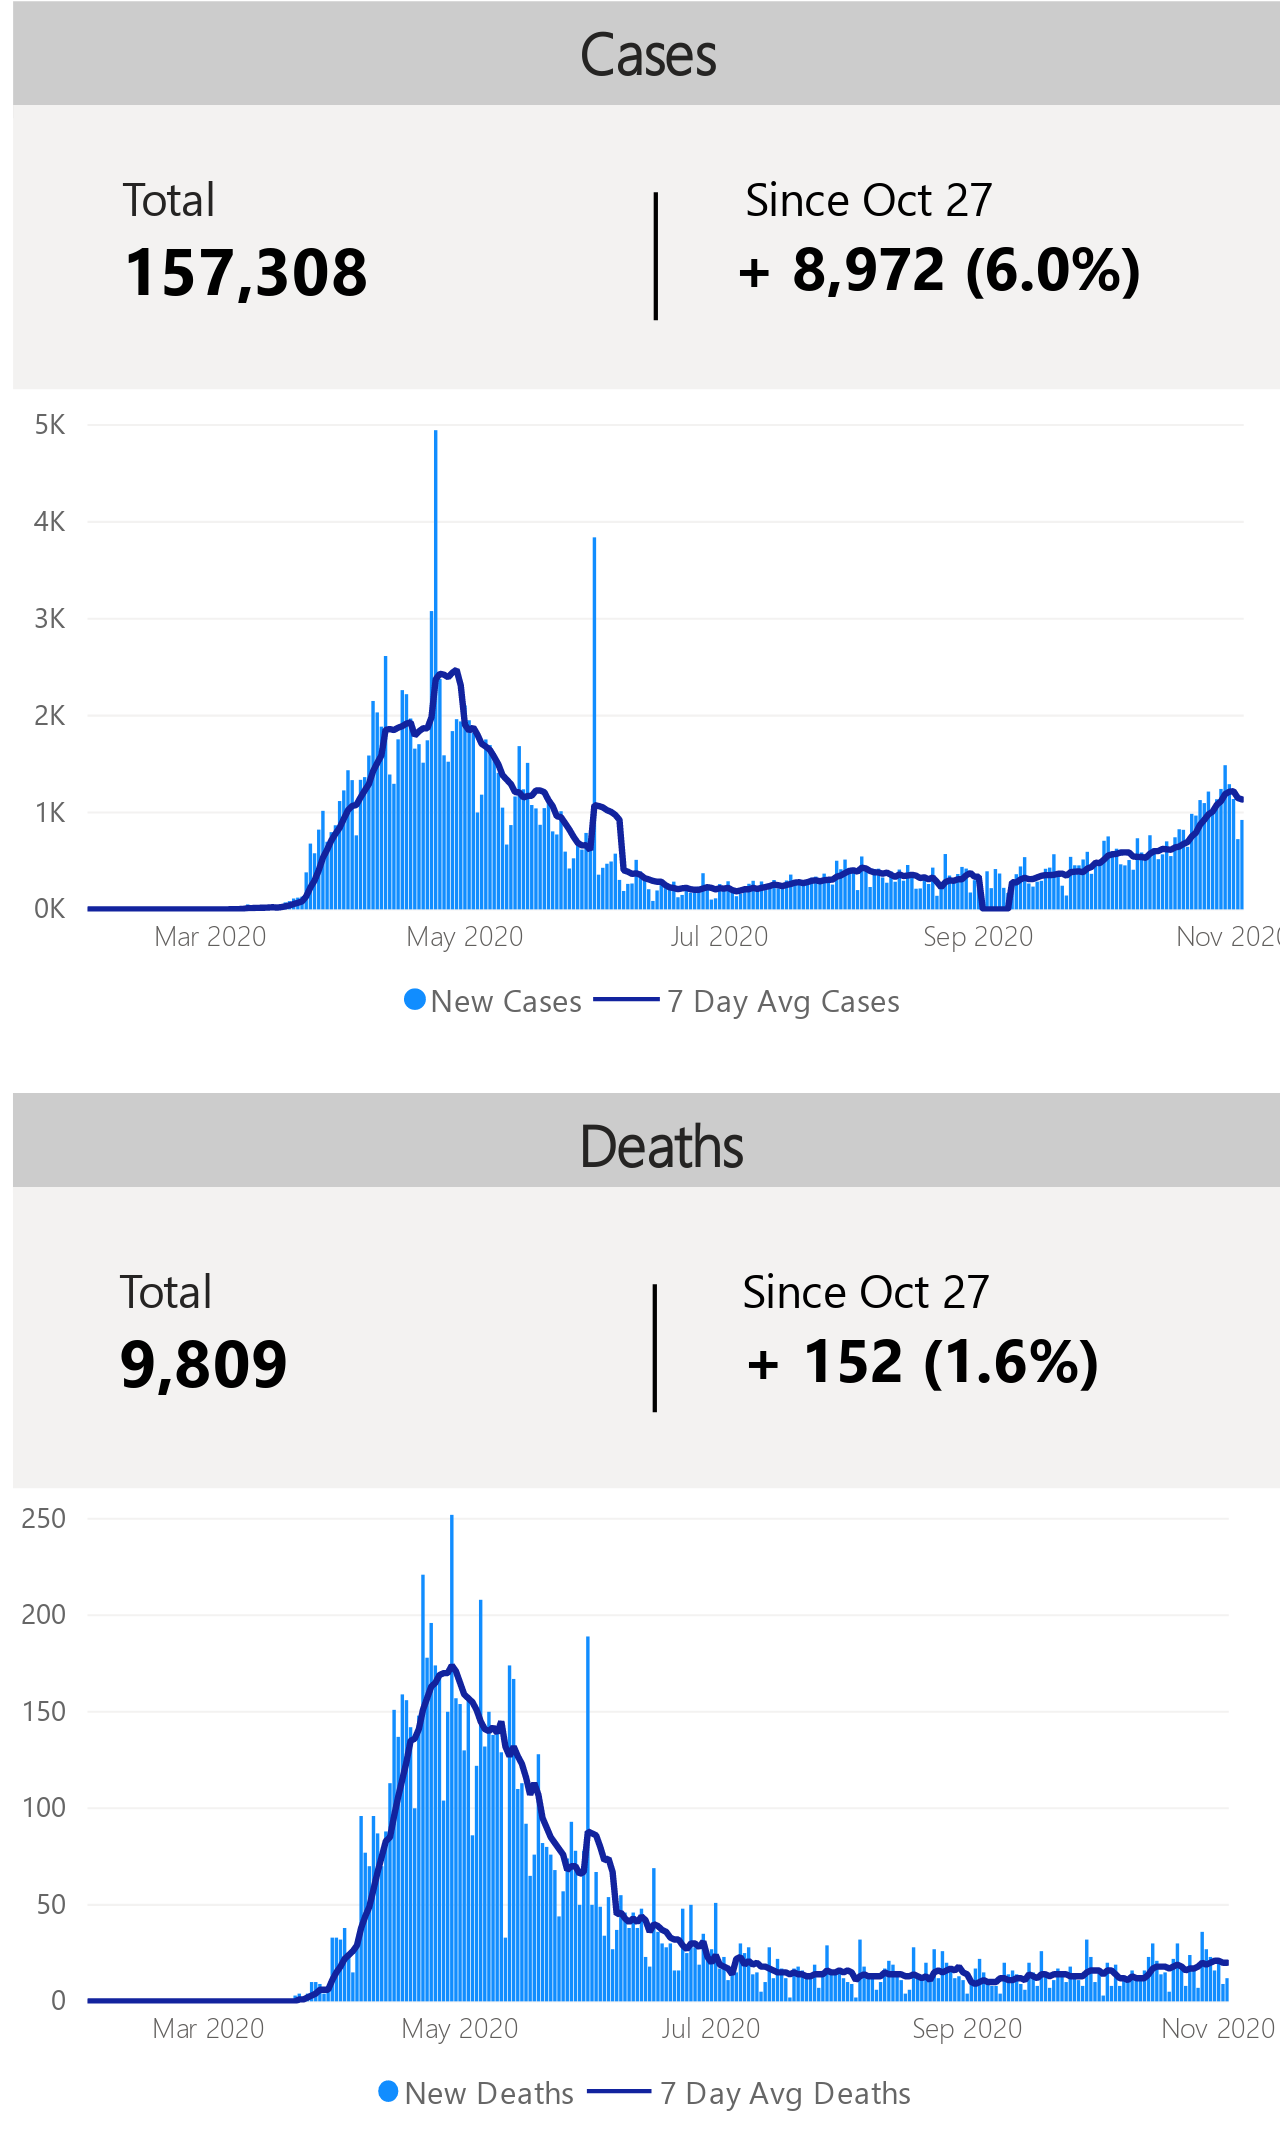 Cases
Total
Since Oct 27
157,308
+ 8,972 (6.0%)
5K
4K
3K
2K
1K
0K
Mar 2020 May 2020 Jul 2020 Sep 2020 Nov 2020
New Cases 7 Day Avg Cases
Deaths
Total
Since Oct 27
9,809
+ 152 (1.6%)
250
200
150
100
50
0
Mar 2020 May 2020 Jul 2020 Sep 2020 Nov 2020
New Deaths 7 Day Avg Deaths